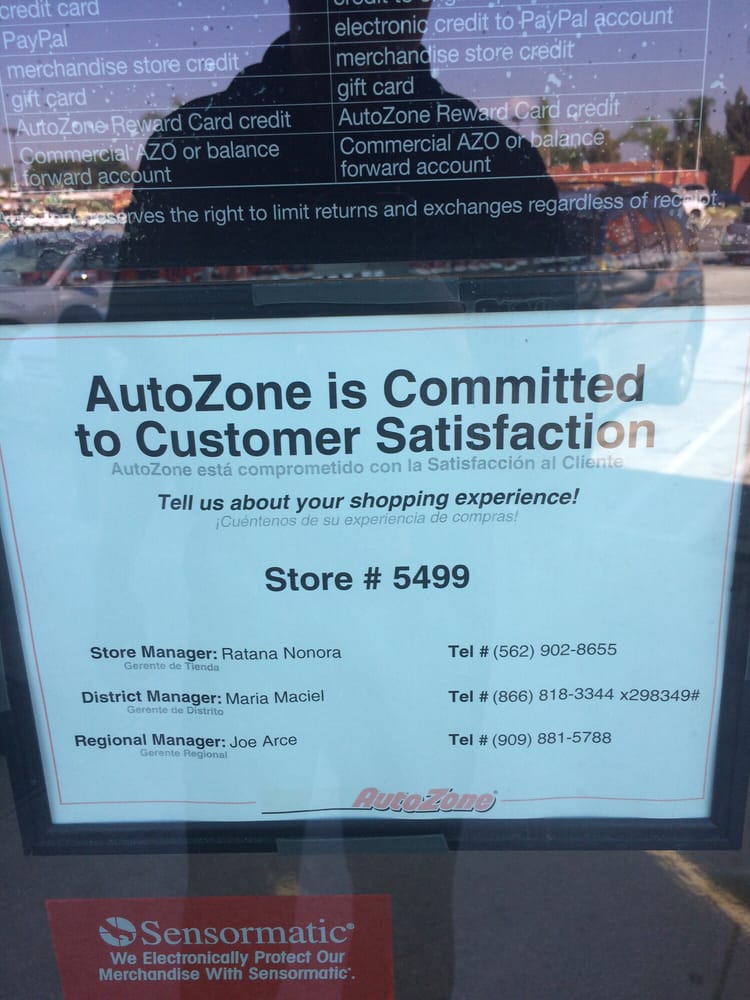 credit card
electronic credit to PayPal account
PayPal
merchandise store credit
merchandise store credit
gift card
gift card
AutoZone Reward Card credit
AutoZone Reward Card credit
Commercial AZO or balance
forward account
Commercial AZO or balance
forward account
reserves the right to limit returns and exchanges regardless of receipt.
AutoZone is Committed
to Customer Satisfaction
AutoZone está comprometido con la Satisfacción al Cliente
Tell us about your shopping experience!
¡Cuéntenos de su experiencia de compras!
Store # 5499
Store Manager: Ratana Nonora Tel # (562) 902-8655
Gerente de Tienda
District Manager: Maria Maciel Tel # (866) 818-3344 x298349#
Gerente de Distrito
Regional Manager: Joe Arce Tel # (909) 881-5788
Gerente Regional
AutoZone®
Sensormatic®
We Electronically Protect Our
Merchandise With Sensormatic®.